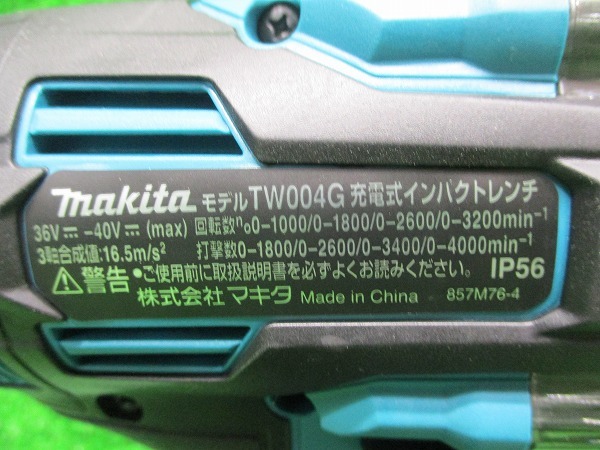 makita モデルTW004G 充電式インパクトレンチ
36V⎓ -40V⎓ (max) 回転数n₀0-1000/0-1800/0-2600/0-3200min⁻¹
3軸合成値:16.5m/s² 打撃数0-1800/0-2600/0-3400/0-4000min⁻¹
⚠警告 ●ご使用前に取扱説明書を必ずよくお読みください。 IP56
株式会社マキタ Made in China 857M76-4